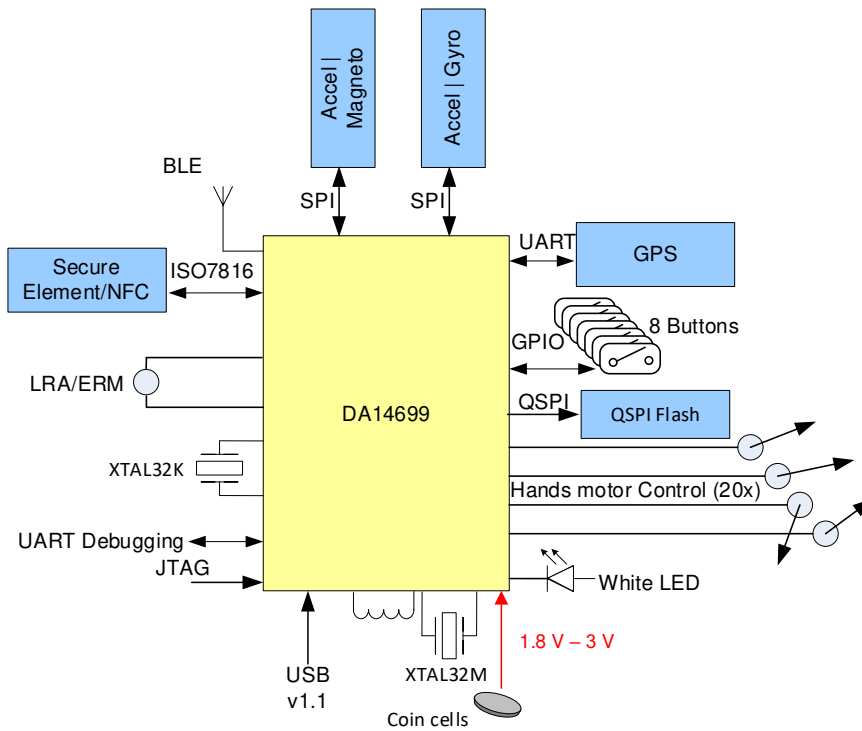 Accel |
Magneto
Accel | Gyro
BLE
SPI
SPI
UART
GPS
Secure
Element/NFC
ISO7816
8 Buttons
GPIO
LRA/ERM
DA14699
QSPI
QSPI Flash
XTAL32K
Hands motor Control (20x)
UART Debugging
JTAG
White LED
1.8 V – 3 V
USB
v1.1
XTAL32M
Coin cells